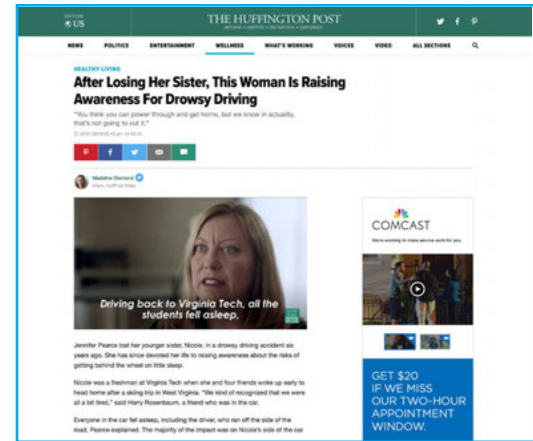 EDITION
US
THE HUFFINGTON POST
NEWS POLITICS ENTERTAINMENT WELLNESS WHAT'S WORKING VOICES VIDEO ALL SECTIONS
HEALTHY LIVING
After Losing Her Sister, This Woman Is Raising
Awareness For Drowsy Driving
"You think you can power through and get home, but we know in actuality,
that's not going to cut it."
COMCAST
We're working to make service work for you.
Driving back to Virginia Tech, all the
students fell asleep,
Jennifer Pearce lost her younger sister, Nicole, in a drowsy driving accident six
years ago. She has since devoted her life to raising awareness about the risks of
getting behind the wheel on little sleep.
Nicole was a freshman at Virginia Tech when she and four friends woke up early to
head home after a skiing trip in West Virginia. "We kind of recognized that we were
all a bit tired," said Harry Rosenbaum, a friend who was in the car.
Everyone in the car fell asleep, including the driver, who ran off the side of the
road, Pearce explained. The majority of the impact was on Nicole's side of the car.
GET $20
IF WE MISS
OUR TWO-HOUR
APPOINTMENT
WINDOW.